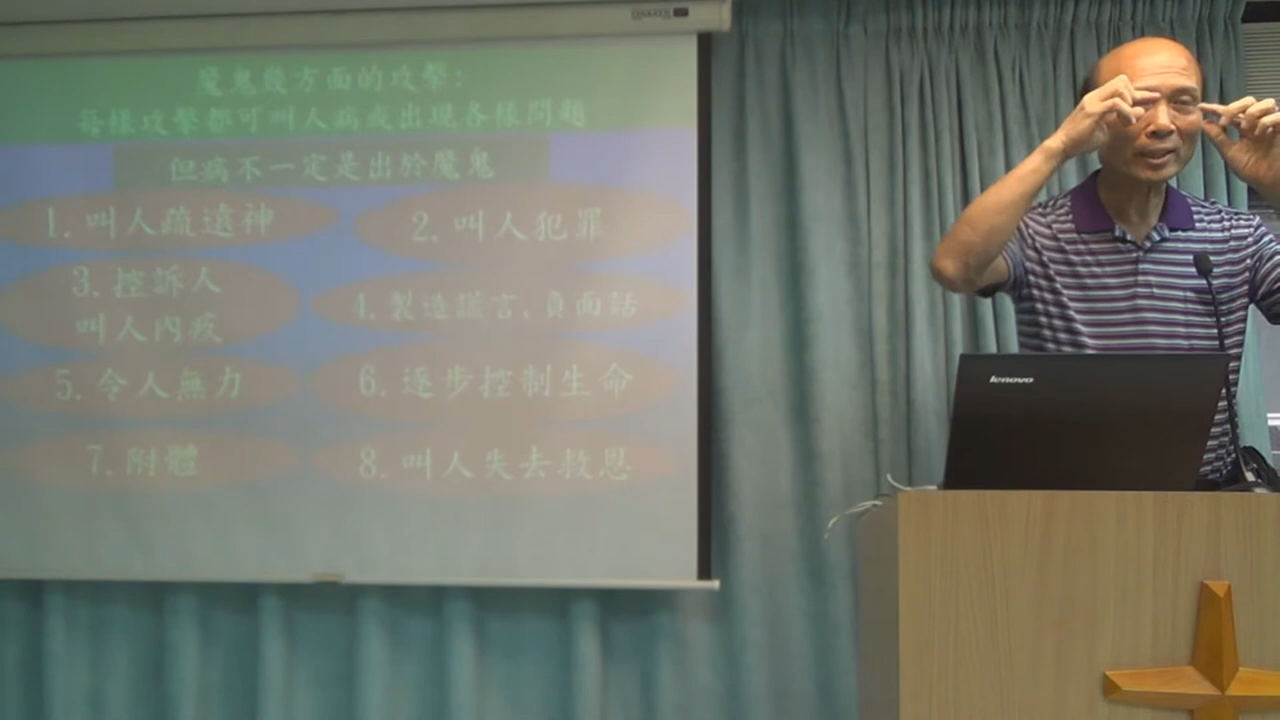 魔鬼幾方面的攻擊:
每樣攻擊都可叫人病或出現各樣問題
但病不一定是出於魔鬼
1. 叫人疏遠神
2. 叫人犯罪
3. 控訴人
叫人內疚
4. 製造謊言, 負面話
5. 令人無力
6. 逐步控制生命
7. 附體
8. 叫人失去救恩
lenovo